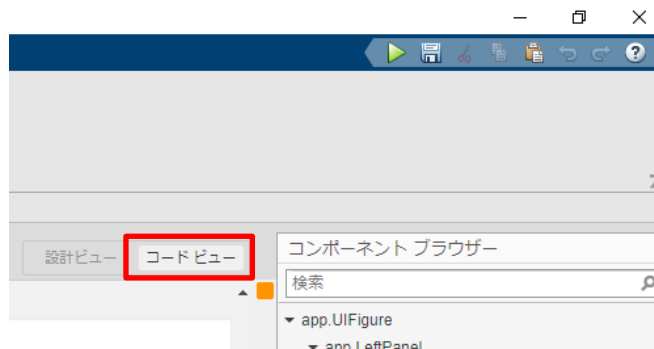 設計ビュー
コード ビュー
コンポーネント ブラウザー
検索
app.UIFigure
app.LeftPanel